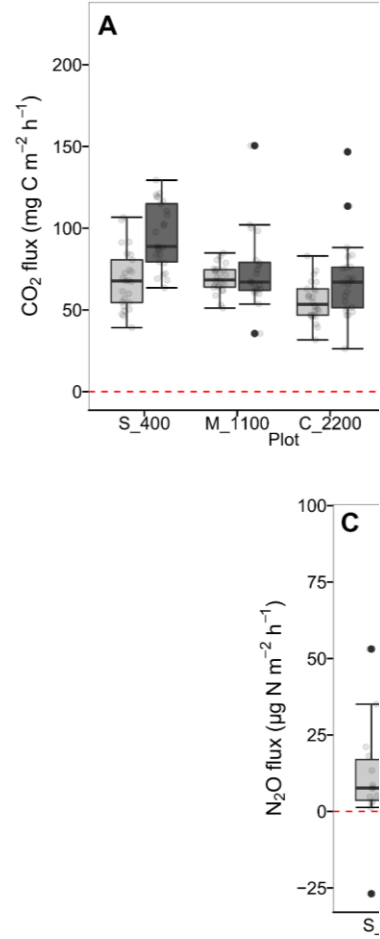 A
CO₂ flux (mg C m⁻² h⁻¹)
200
150
100
50
0
S_400 M_1100 C_2200
Plot
C
N₂O flux (µg N m⁻² h⁻¹)
100
75
50
25
0
−25
S_